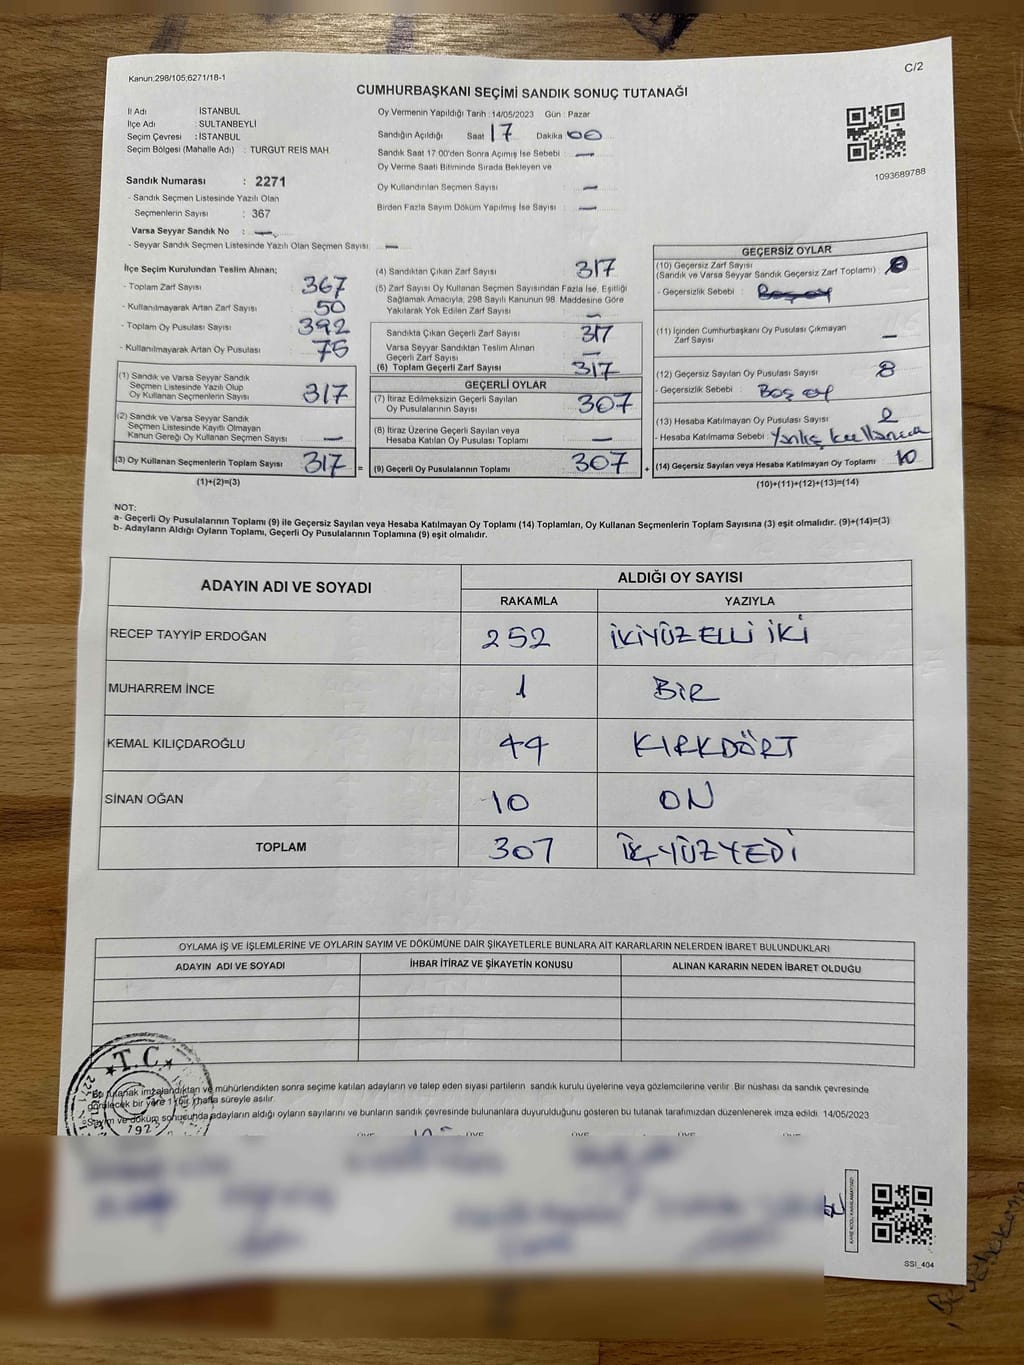 Kanun;298/105;6271/18-1
C/2
CUMHURBAŞKANI SEÇİMİ SANDIK SONUÇ TUTANAĞI
İl Adı : İSTANBUL
İlçe Adı : SULTANBEYLİ
Seçim Çevresi : İSTANBUL
Seçim Bölgesi (Mahalle Adı) : TURGUT REIS MAH.
Sandık Numarası : 2271
- Sandık Seçmen Listesinde Yazılı Olan
Seçmenlerin Sayısı : 367
Varsa Seyyar Sandık No : —
- Seyyar Sandık Seçmen Listesinde Yazılı Olan Seçmen Sayısı : —
Oy Vermenin Yapıldığı Tarih : 14/05/2023 Gün : Pazar
Sandığın Açıldığı Saat 17 Dakika 00
Sandık Saat 17:00'den Sonra Açımış İse Sebebi : —
Oy Verme Saati Bitiminde Sırada Bekleyen ve
Oy Kullandırılan Seçmen Sayısı : —
Birden Fazla Sayım Döküm Yapılmış İse Sayısı : —
1093689788
İlçe Seçim Kurulundan Teslim Alınan;
- Toplam Zarf Sayısı : 367
- Kullanılmayarak Artan Zarf Sayısı : 50
- Toplam Oy Pusulası Sayısı : 392
- Kullanılmayarak Artan Oy Pusulası : 75
(1) Sandık ve Varsa Seyyar Sandık
Seçmen Listesinde Yazılı Olup
Oy Kullanan Seçmenlerin Sayısı 317
(2) Sandık ve Varsa Seyyar Sandık
Seçmen Listesinde Kayıtlı Olmayan
Kanun Gereği Oy Kullanan Seçmen Sayısı : —
(3) Oy Kullanan Seçmenlerin Toplam Sayısı 317 =
(1)+(2)=(3)
(4) Sandıktan Çıkan Zarf Sayısı 317
(5) Zarf Sayısı Oy Kullanan Seçmen Sayısından Fazla İse, Eşitliği
Sağlamak Amacıyla, 298 Sayılı Kanunun 98. Maddesine Göre
Yakılarak Yok Edilen Zarf Sayısı : —
Sandıkta Çıkan Geçerli Zarf Sayısı 317
Varsa Seyyar Sandıktan Teslim Alınan
Geçerli Zarf Sayısı : —
(6) Toplam Geçerli Zarf Sayısı 317
GEÇERLİ OYLAR
(7) İtiraz Edilmeksizin Geçerli Sayılan
Oy Pusulalarının Sayısı 307
(8) İtiraz Üzerine Geçerli Sayılan veya
Hesaba Katılan Oy Pusulası Toplamı —
(9) Geçerli Oy Pusulalarının Toplamı 307 +
GEÇERSİZ OYLAR
(10) Geçersiz Zarf Sayısı
(Sandık ve Varsa Seyyar Sandık Geçersiz Zarf Toplamı) : 0
- Geçersizlik Sebebi : Boş oy
(11) İçinden Cumhurbaşkanı Oy Pusulası Çıkmayan
Zarf Sayısı : —
(12) Geçersiz Sayılan Oy Pusulası Sayısı : 8
- Geçersizlik Sebebi : Boş oy
(13) Hesaba Katılmayan Oy Pusulası Sayısı : 2
- Hesaba Katılmama Sebebi : Yanlış kullanma
(14) Geçersiz Sayılan veya Hesaba Katılmayan Oy Toplamı : 10
(10)+(11)+(12)+(13)=(14)
NOT:
a- Geçerli Oy Pusulalarının Toplamı (9) ile Geçersiz Sayılan veya Hesaba Katılmayan Oy Toplamı (14) Toplamları, Oy Kullanan Seçmenlerin Toplam Sayısına (3) eşit olmalıdır. (9)+(14)=(3)
b- Adayların Aldığı Oyların Toplamı, Geçerli Oy Pusulalarının Toplamına (9) eşit olmalıdır.
ADAYIN ADI VE SOYADI
ALDIĞI OY SAYISI
RAKAMLA YAZIYLA
RECEP TAYYİP ERDOĞAN 252 İKİYÜZELLİ İKİ
MUHARREM İNCE 1 BİR
KEMAL KILIÇDAROĞLU 44 KIRKDÖRT
SİNAN OĞAN 10 ON
TOPLAM 307 ÜÇYÜZYEDİ
OYLAMA İŞ VE İŞLEMLERİNE VE OYLARIN SAYIM VE DÖKÜMÜNE DAİR ŞİKAYETLERLE BUNLARA AİT KARARLARIN NELERDEN İBARET BULUNDUKLARI
ADAYIN ADI VE SOYADI İHBAR İTİRAZ VE ŞİKAYETİN KONUSU ALINAN KARARIN NEDEN İBARET OLDUĞU
T.C.
1923
Bu tutanak imzalandıktan ve mühürlendikten sonra seçime katılan adayların ve talep eden siyasi partilerin sandık kurulu üyelerine veya gözlemcilerine verilir. Bir nüshası da sandık çevresinde
görülecek bir yere 1 (bir) hafta süreyle asılır.
Sayım ve döküm sonucunda adayların aldığı oyların sayılarını ve bunların sandık çevresinde bulunanlara duyurulduğunu gösteren bu tutanak tarafımızdan düzenlenerek imza edildi. 14/05/2023
KARE KODU KARALAMAYINIZ!
SSI_404